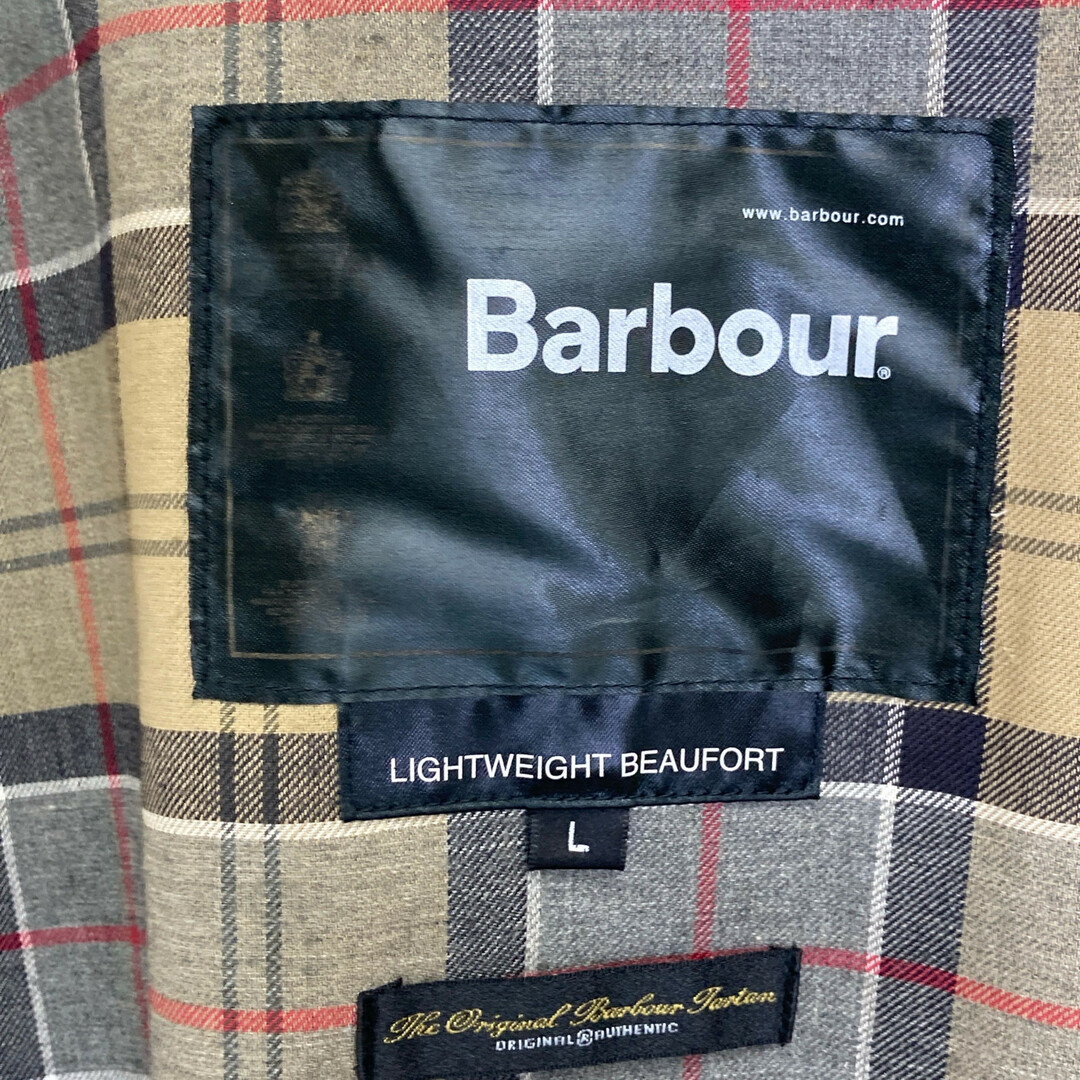 www.barbour.com
Barbour®
LIGHTWEIGHT BEAUFORT
L
The Original Barbour Tartan
ORIGINAL ® AUTHENTIC